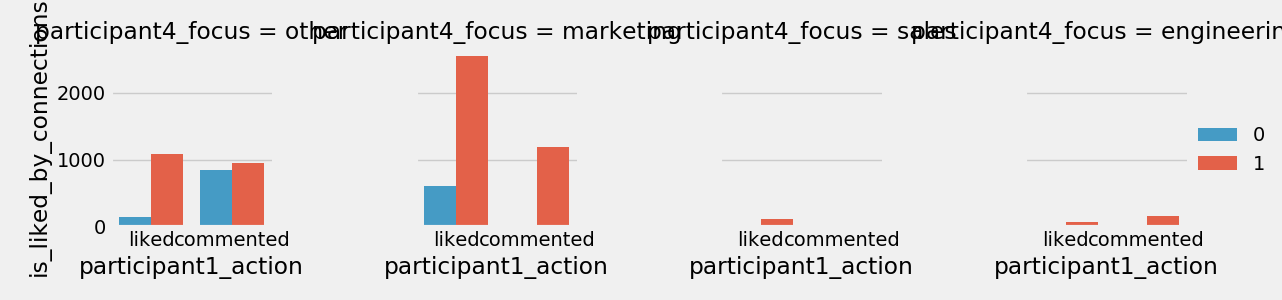 participant4_focus = other
participant4_focus = marketing
participant4_focus = sales
participant4_focus = engineerin
is_liked_by_connections
2000
1000
0
liked commented
liked commented
liked commented
liked commented
participant1_action
participant1_action
participant1_action
participant1_action
0
1